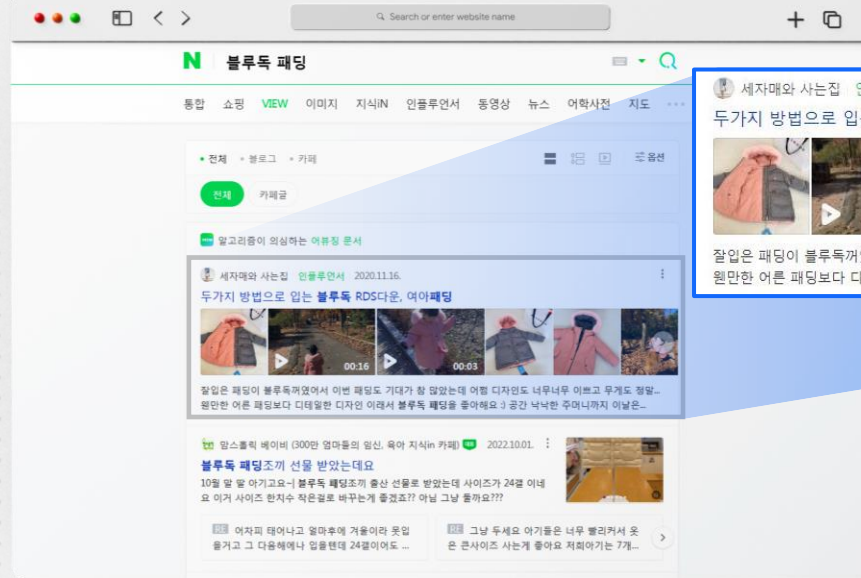 Search or enter website name
N 블루독 패딩
통합 쇼핑 VIEW 이미지 지식iN 인플루언서 동영상 뉴스 어학사전 지도
전체 블로그 카페 옵션
전체 카페글
알고리즘이 의심하는 어뷰징 문서
세자매와 사는집 인플루언서 2020.11.16.
두가지 방법으로 입는 블루독 RDS다운, 여아패딩
00:16 00:03
잘입은 패딩이 블루독꺼였어서 이번 패딩도 기대가 참 많았는데 어쩜 디자인도 너무너무 이쁘고 무게도 정말...
웬만한 어른 패딩보다 디테일한 디자인 이래서 블루독 패딩을 좋아해요 :) 공간 낙낙한 주머니까지 이날은...
맘스홀릭 베이비 (300만 엄마들의 임신, 육아 지식in 카페) 2022.10.01.
블루독 패딩조끼 선물 받았는데요
10월 말 딸 아기고요~| 블루독 패딩조끼 출산 선물로 받았는데 사이즈가 24갤 이네
요 이거 사이즈 한치수 작은걸로 바꾸는게 좋겠죠?? 아님 그냥 둘까요???
RE 어차피 태어나고 얼마후에 겨울이라 못입
을거고 그 다음해에나 입을텐데 24갤이어도 ...
RE 그냥 두세요 아기들은 너무 빨리커서 옷
은 큰사이즈 사는게 좋아요 저희아기는 7개...
세자매와 사는집
두가지 방법으로 입
잘입은 패딩이 블루독꺼
웬만한 어른 패딩보다 디